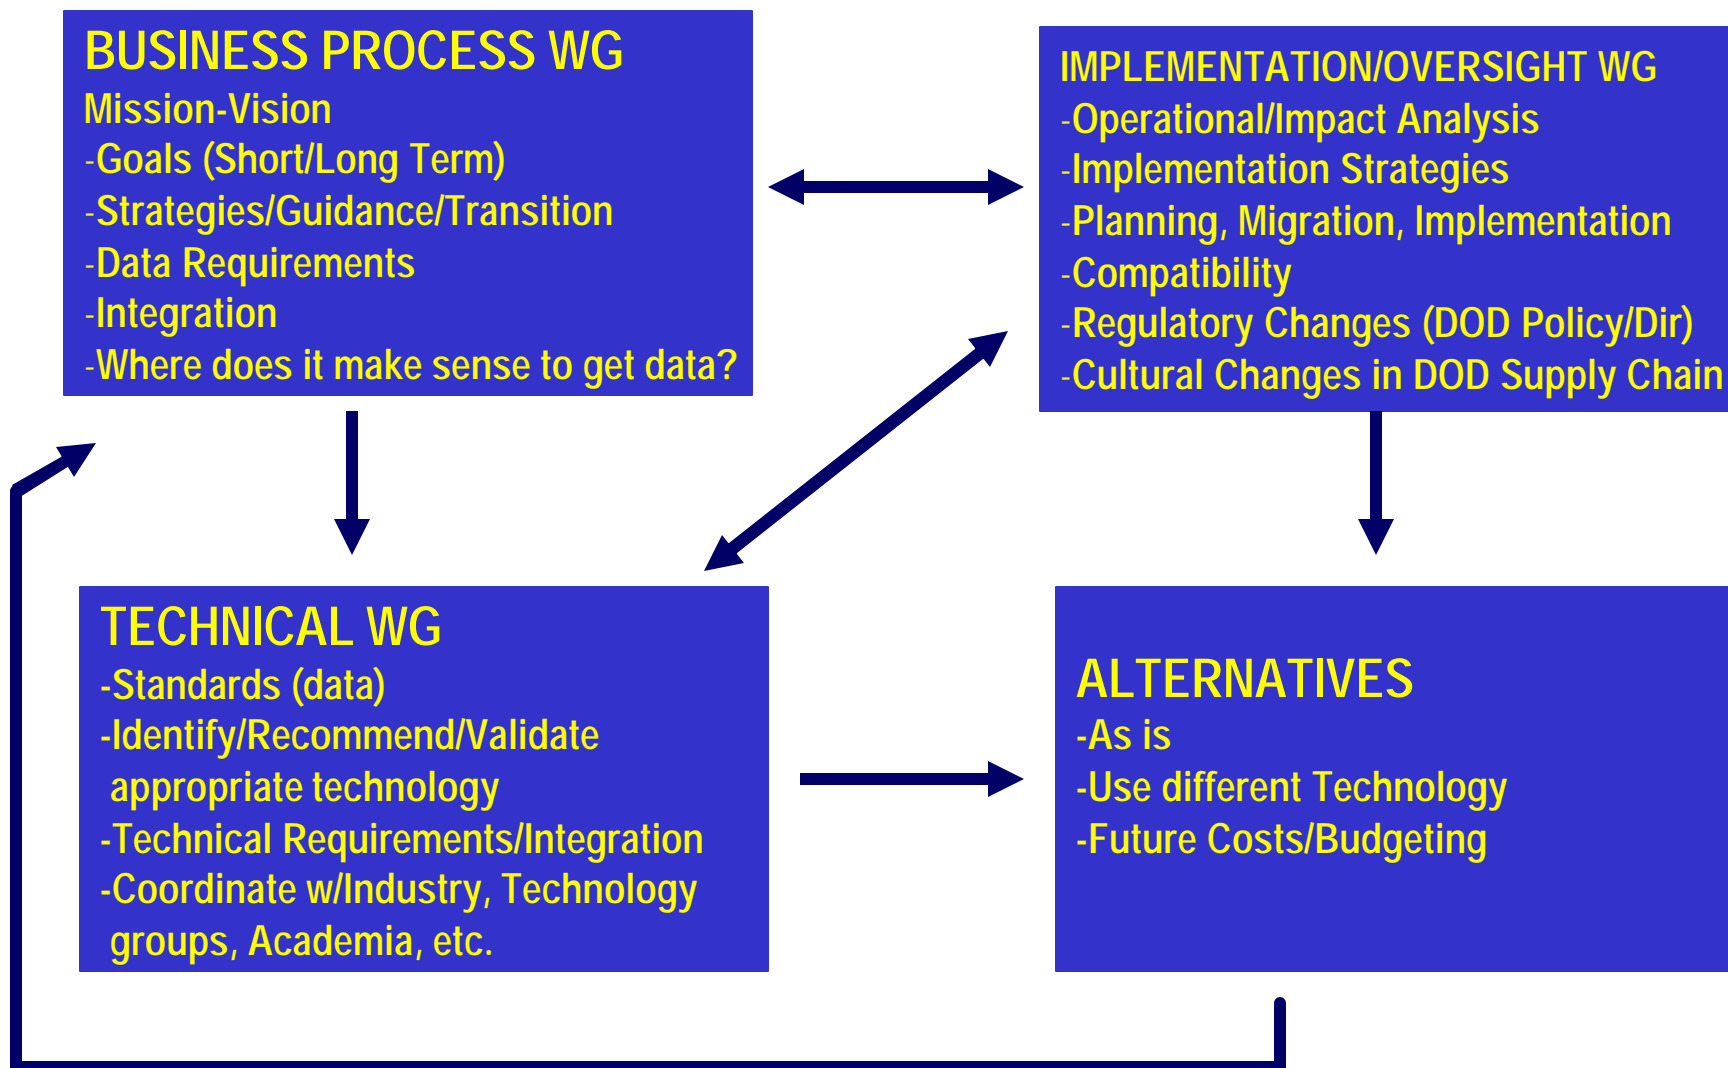 BUSINESS PROCESS WG
Mission-Vision
-Goals (Short/Long Term)
-Strategies/Guidance/Transition
-Data Requirements
-Integration
-Where does it make sense to get data?
IMPLEMENTATION/OVERSIGHT WG
-Operational/Impact Analysis
-Implementation Strategies
-Planning, Migration, Implementation
-Compatibility
-Regulatory Changes (DOD Policy/Dir)
-Cultural Changes in DOD Supply Chain
TECHNICAL WG
-Standards (data)
-Identify/Recommend/Validate
appropriate technology
-Technical Requirements/Integration
-Coordinate w/Industry, Technology
groups, Academia, etc.
ALTERNATIVES
-As is
-Use different Technology
-Future Costs/Budgeting